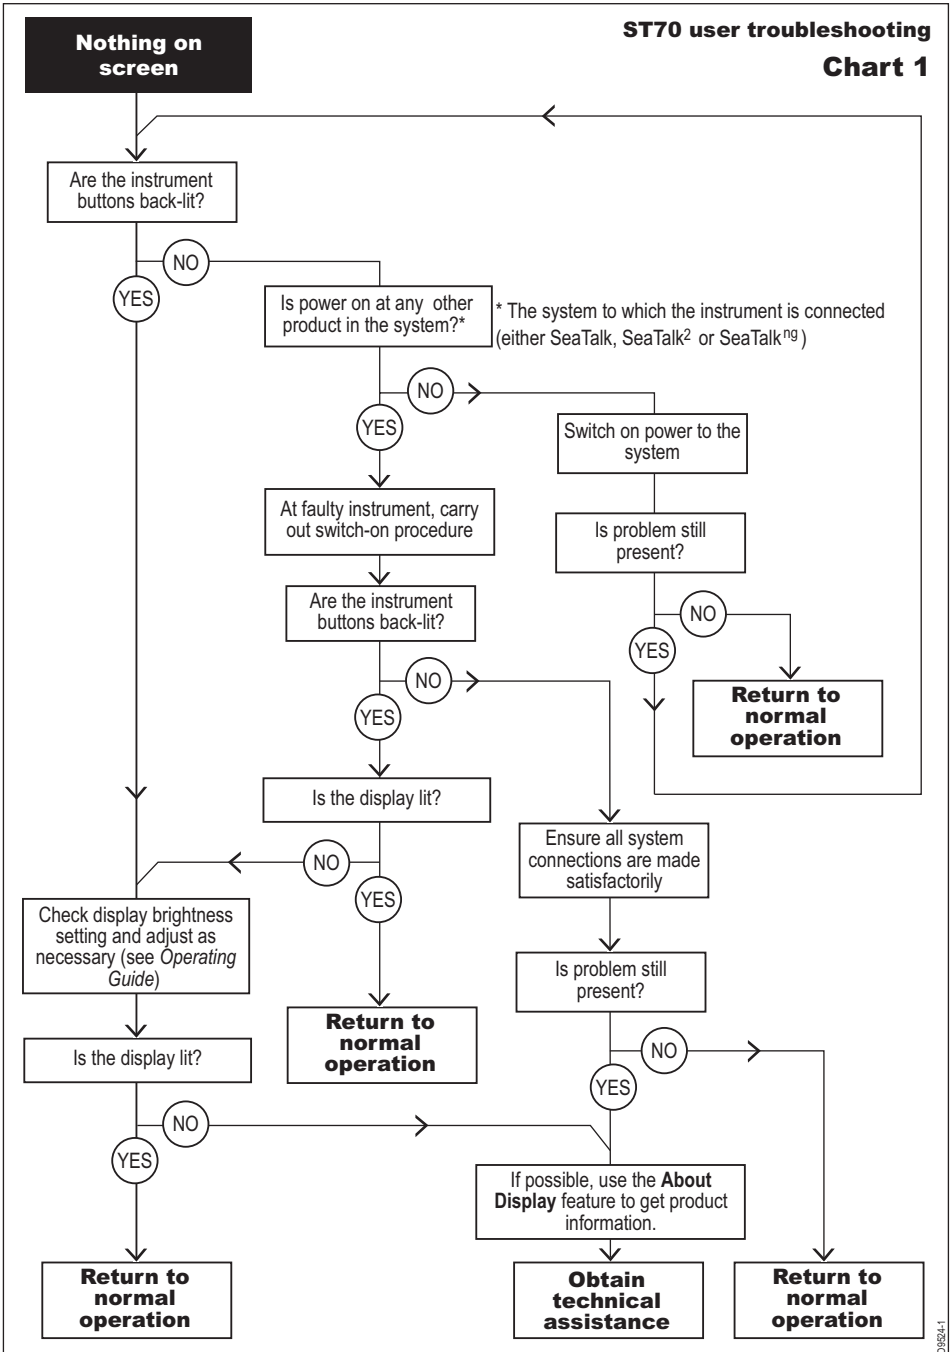 ST70 user troubleshooting
Chart 1
Nothing on
screen
Are the instrument
buttons back-lit?
NO
YES
Is power on at any other
product in the system?*
* The system to which the instrument is connected
(either SeaTalk, SeaTalk2 or SeaTalkng)
NO
YES
Switch on power to the
system
At faulty instrument, carry
out switch-on procedure
Is problem still
present?
Are the instrument
buttons back-lit?
NO
YES
NO
YES
Return to
normal
operation
Is the display lit?
Ensure all system
connections are made
satisfactorily
NO
YES
Check display brightness
setting and adjust as
necessary (see Operating
Guide)
Is problem still
present?
Return to
normal
operation
Is the display lit?
NO
YES
NO
YES
If possible, use the About
Display feature to get product
information.
Return to
normal
operation
Obtain
technical
assistance
Return to
normal
operation
D9524-1